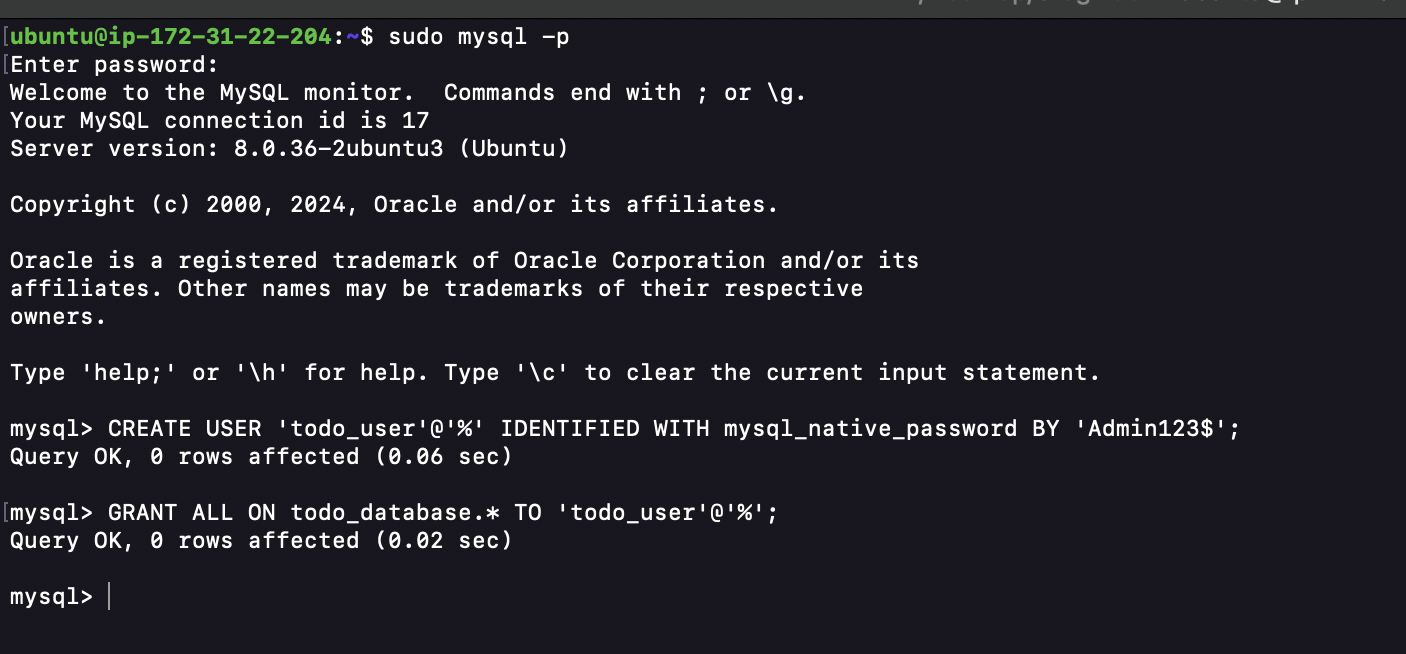 [ubuntu@ip-172-31-22-204:~$ sudo mysql -p
[Enter password:
Welcome to the MySQL monitor.  Commands end with ; or \g.
Your MySQL connection id is 17
Server version: 8.0.36-2ubuntu3 (Ubuntu)

Copyright (c) 2000, 2024, Oracle and/or its affiliates.

Oracle is a registered trademark of Oracle Corporation and/or its
affiliates. Other names may be trademarks of their respective
owners.

Type 'help;' or '\h' for help. Type '\c' to clear the current input statement.

mysql> CREATE USER 'todo_user'@'%' IDENTIFIED WITH mysql_native_password BY 'Admin123$';
Query OK, 0 rows affected (0.06 sec)

[mysql> GRANT ALL ON todo_database.* TO 'todo_user'@'%';
Query OK, 0 rows affected (0.02 sec)

mysql>